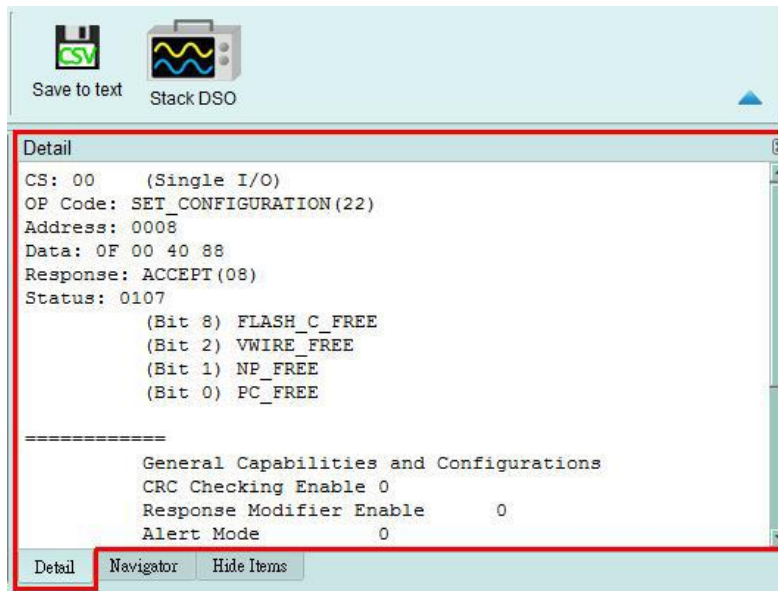 CSV
Save to text
Stack DSO
Detail
CS: 00 (Single I/O)
OP Code: SET_CONFIGURATION(22)
Address: 0008
Data: 0F 00 40 88
Response: ACCEPT(08)
Status: 0107
(Bit 8) FLASH_C_FREE
(Bit 2) VWIRE_FREE
(Bit 1) NP_FREE
(Bit 0) PC_FREE
============
General Capabilities and Configurations
CRC Checking Enable 0
Response Modifier Enable 0
Alert Mode 0
Detail Navigator Hide Items